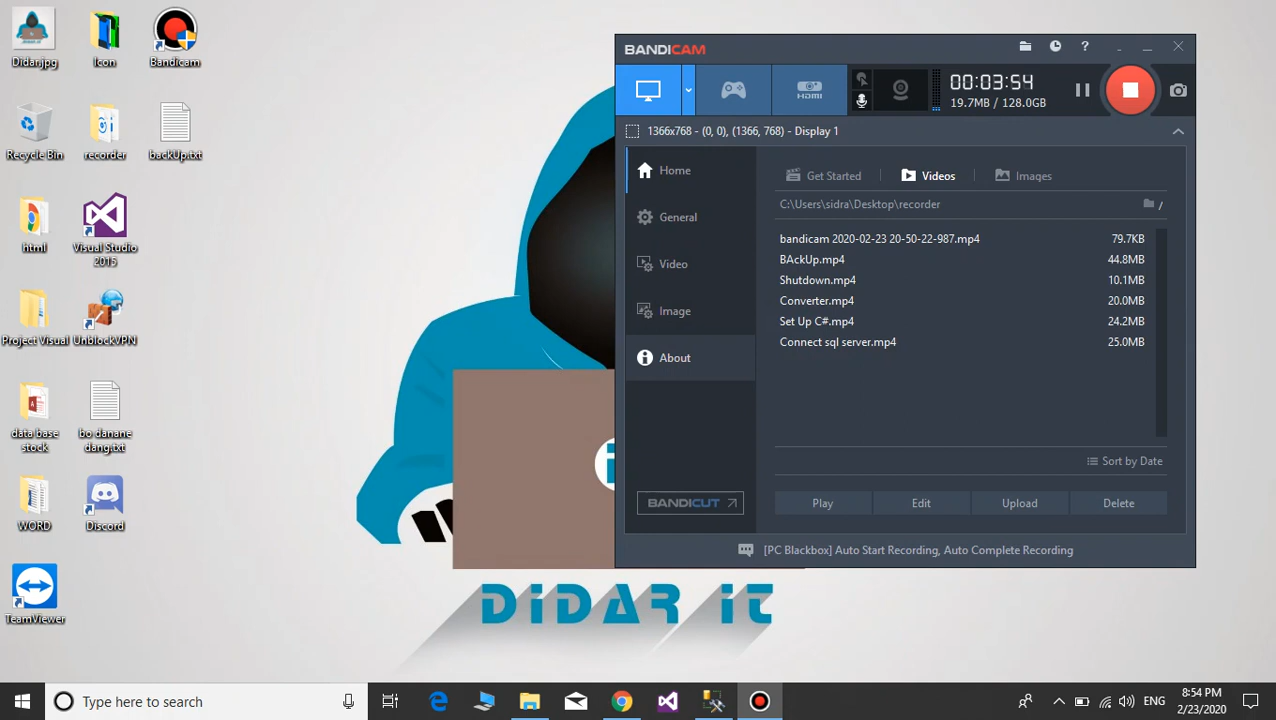 Didar.jpg
Icon
Bandicam
Recycle Bin
recorder
backUp.txt
html
Visual Studio
2015
Project Visual
UnblockVPN
data base
stock
bo danane
dang.txt
WORD
Discord
TeamViewer
DiDAR iT
BANDICAM
00:03:54
19.7MB / 128.0GB
HDMI
1366x768 - (0, 0), (1366, 768) - Display 1
Home
General
Video
Image
About
BANDICUT
Get Started
Videos
Images
C:\Users\sidra\Desktop\recorder
/
bandicam 2020-02-23 20-50-22-987.mp4 79.7KB
BAckUp.mp4 44.8MB
Shutdown.mp4 10.1MB
Converter.mp4 20.0MB
Set Up C#.mp4 24.2MB
Connect sql server.mp4 25.0MB
Sort by Date
Play Edit Upload Delete
[PC Blackbox] Auto Start Recording, Auto Complete Recording
Type here to search
ENG
8:54 PM
2/23/2020